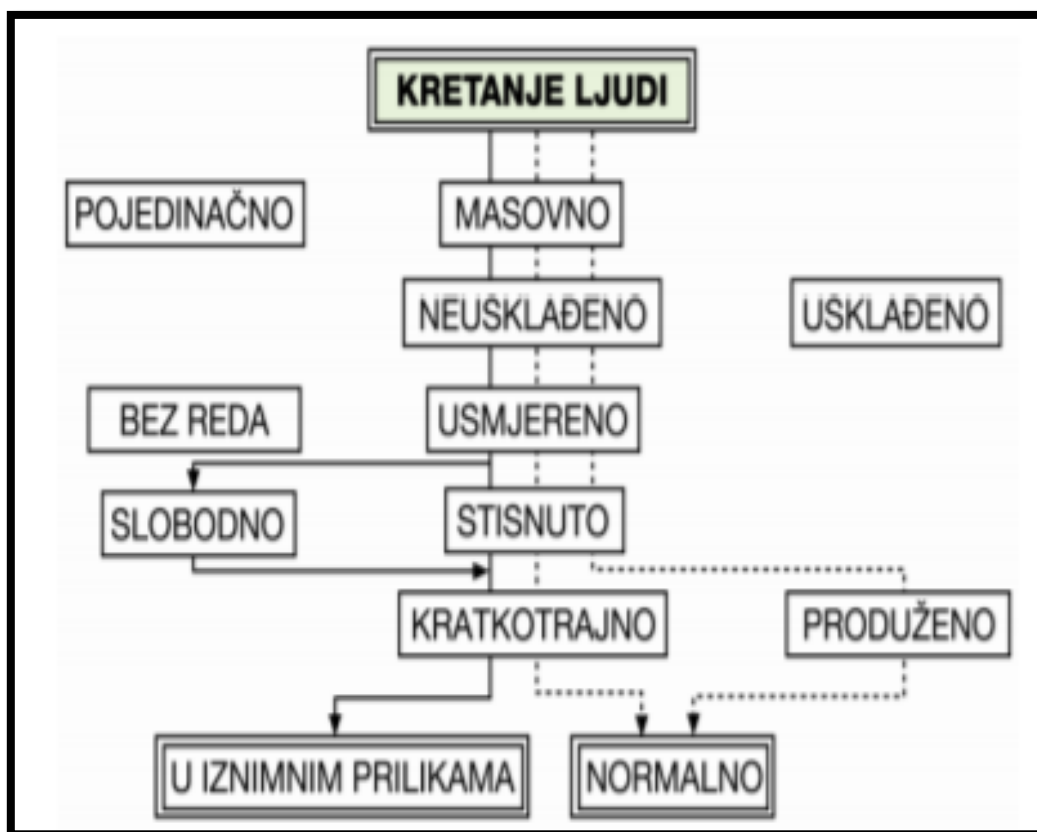 KRETANJE LJUDI
POJEDINAČNO
MASOVNO
NEUSKLAĐENO
USKLAĐENO
BEZ REDA
USMJERENO
SLOBODNO
STISNUTO
KRATKOTRAJNO
PRODUŽENO
U IZNIMNIM PRILIKAMA
NORMALNO